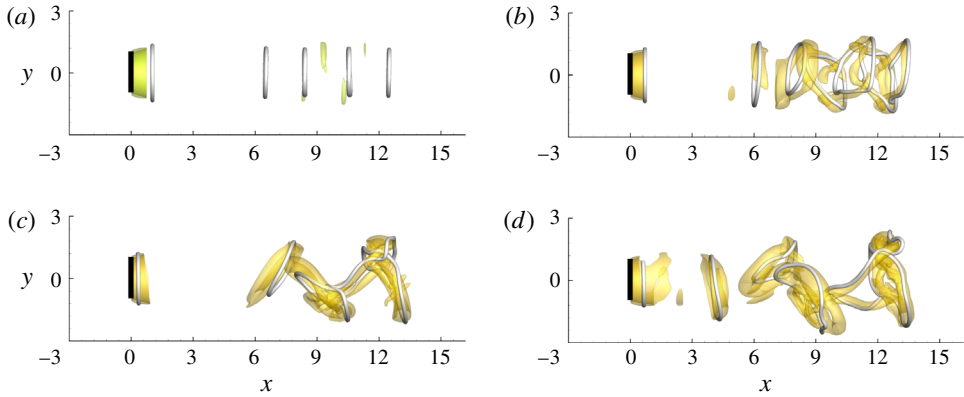 (a) 3 (b) 3
y 0 0
−3 −3
0 3 6 9 12 15 0 3 6 9 12 15
(c) 3 (d) 3
y 0 y 0
−3 −3
0 3 6 9 12 15 0 3 6 9 12 15
x x